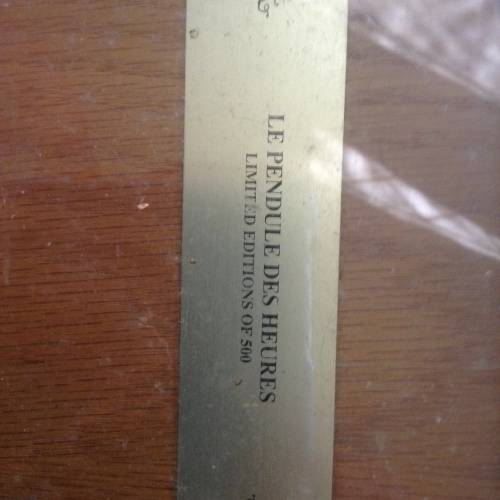 LE PENDULE DES HEURES
LIMITED EDITIONS OF 500